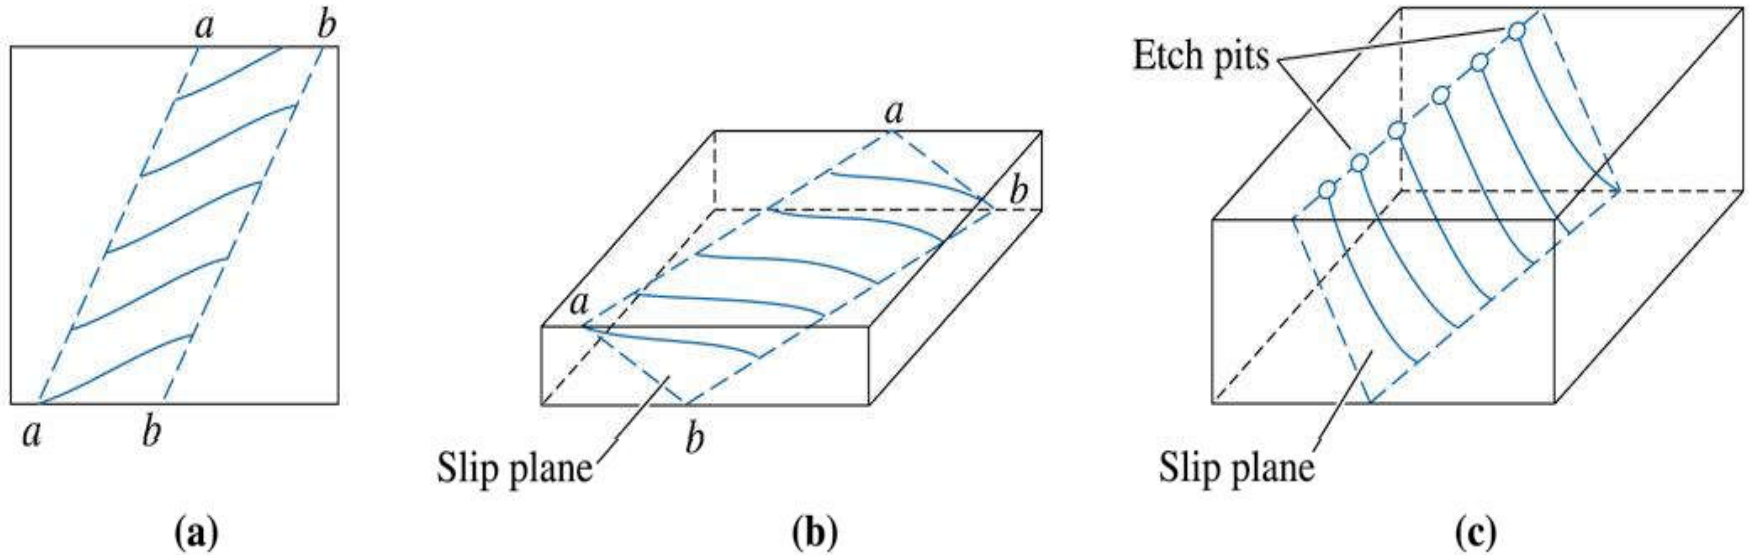 a b
a b
(a)
a
b
a
b
Slip plane
(b)
Etch pits
Slip plane
(c)